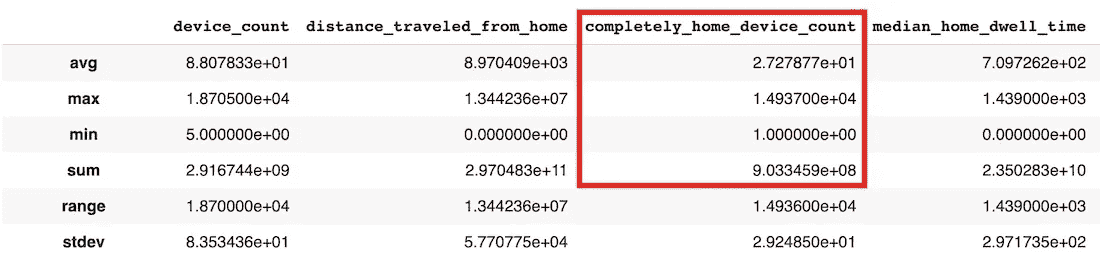 device_count distance_traveled_from_home completely_home_device_count median_home_dwell_time
avg 8.807833e+01 8.970409e+03 2.727877e+01 7.097262e+02
max 1.870500e+04 1.344236e+07 1.493700e+04 1.439000e+03
min 5.000000e+00 0.000000e+00 1.000000e+00 0.000000e+00
sum 2.916744e+09 2.970483e+11 9.033459e+08 2.350283e+10
range 1.870000e+04 1.344236e+07 1.493600e+04 1.439000e+03
stdev 8.353436e+01 5.770775e+04 2.924850e+01 2.971735e+02